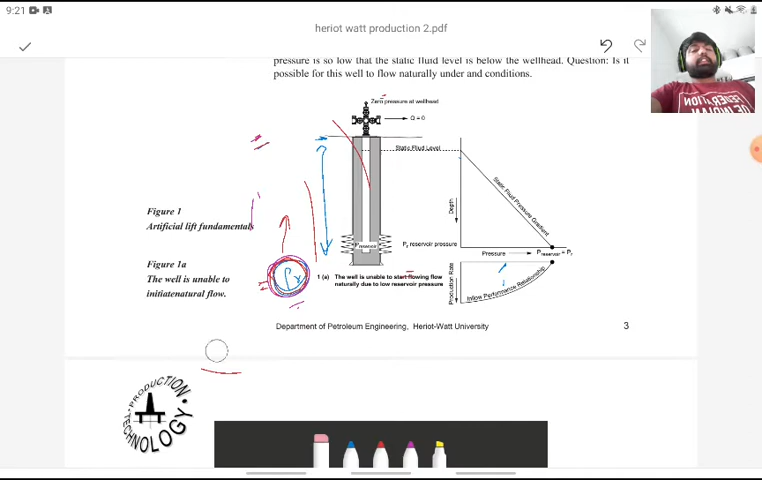 9:21
heriot watt production 2.pdf
pressure is so low that the static fluid level is below the wellhead. Question: Is it
possible for this well to flow naturally under and conditions.
Zero pressure at wellhead
Q = 0
Static Fluid Level
Static Fluid Pressure Gradient
Depth
Figure 1
Artificial lift fundamentals
Preservoir
Pr reservoir pressure
Pressure
Preservoir = Pr
Figure 1a
The well is unable to
initiatenatural flow.
Pr
1 (a) The well is unable to start flowing flow
naturally due to low reservoir pressure
Production Rate
Inflow Performance Relationship
Department of Petroleum Engineering, Heriot-Watt University
3
PRODUCTION
TECHNOLOGY